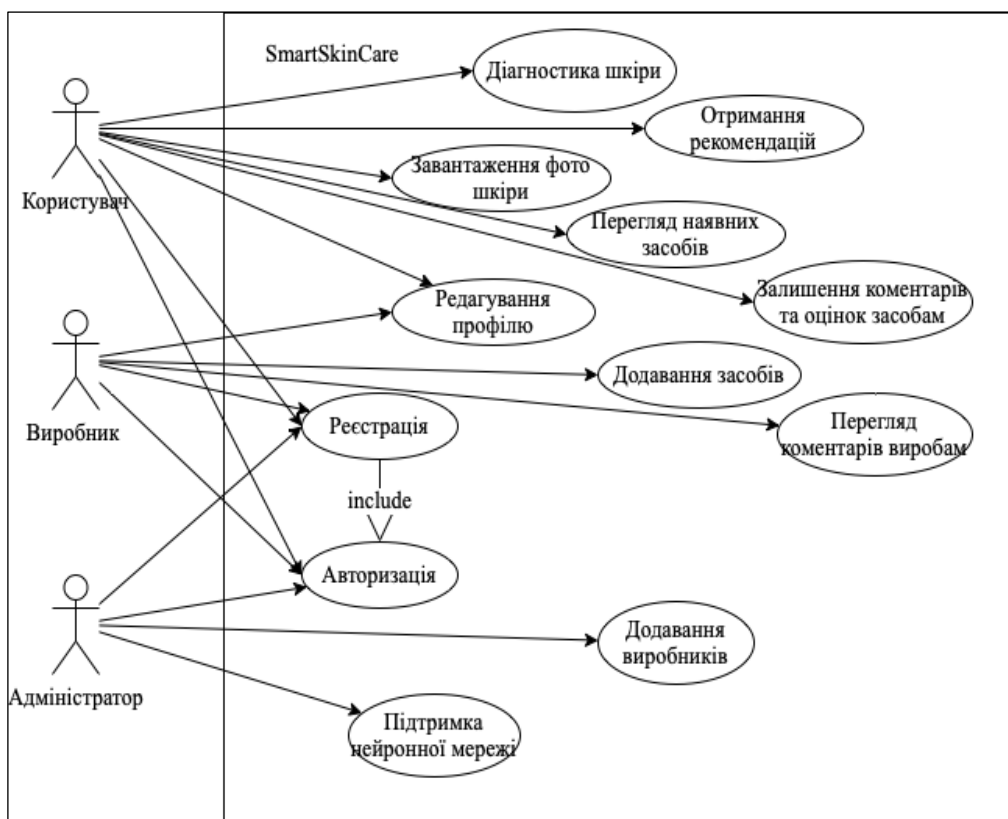 SmartSkinCare
Діагностика шкіри
Отримання
рекомендацій
Завантаження фото
шкіри
Користувач
Перегляд наявних
засобів
Редагування
профілю
Залишення коментарів
та оцінок засобам
Додавання засобів
Виробник
Реєстрація
Перегляд
коментарів виробам
include
Авторизація
Додавання
виробників
Адміністратор
Підтримка
нейронної мережі